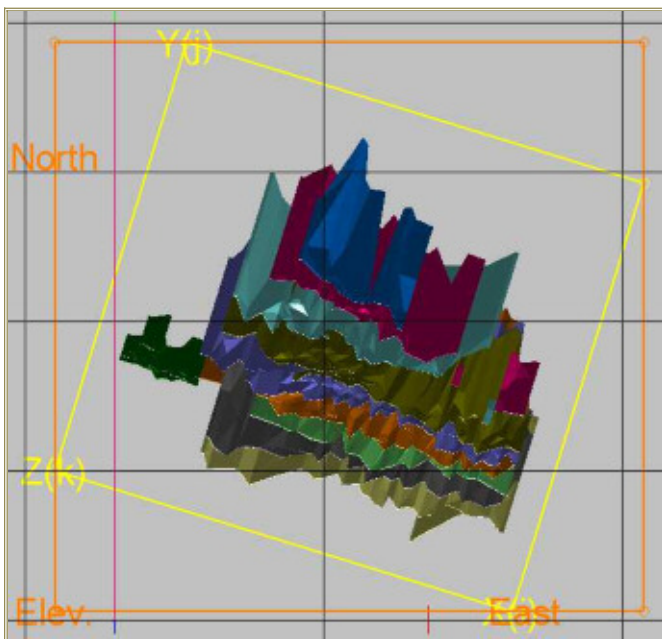 Y(j)
North
Z(k)
Elev.
X(i)
East